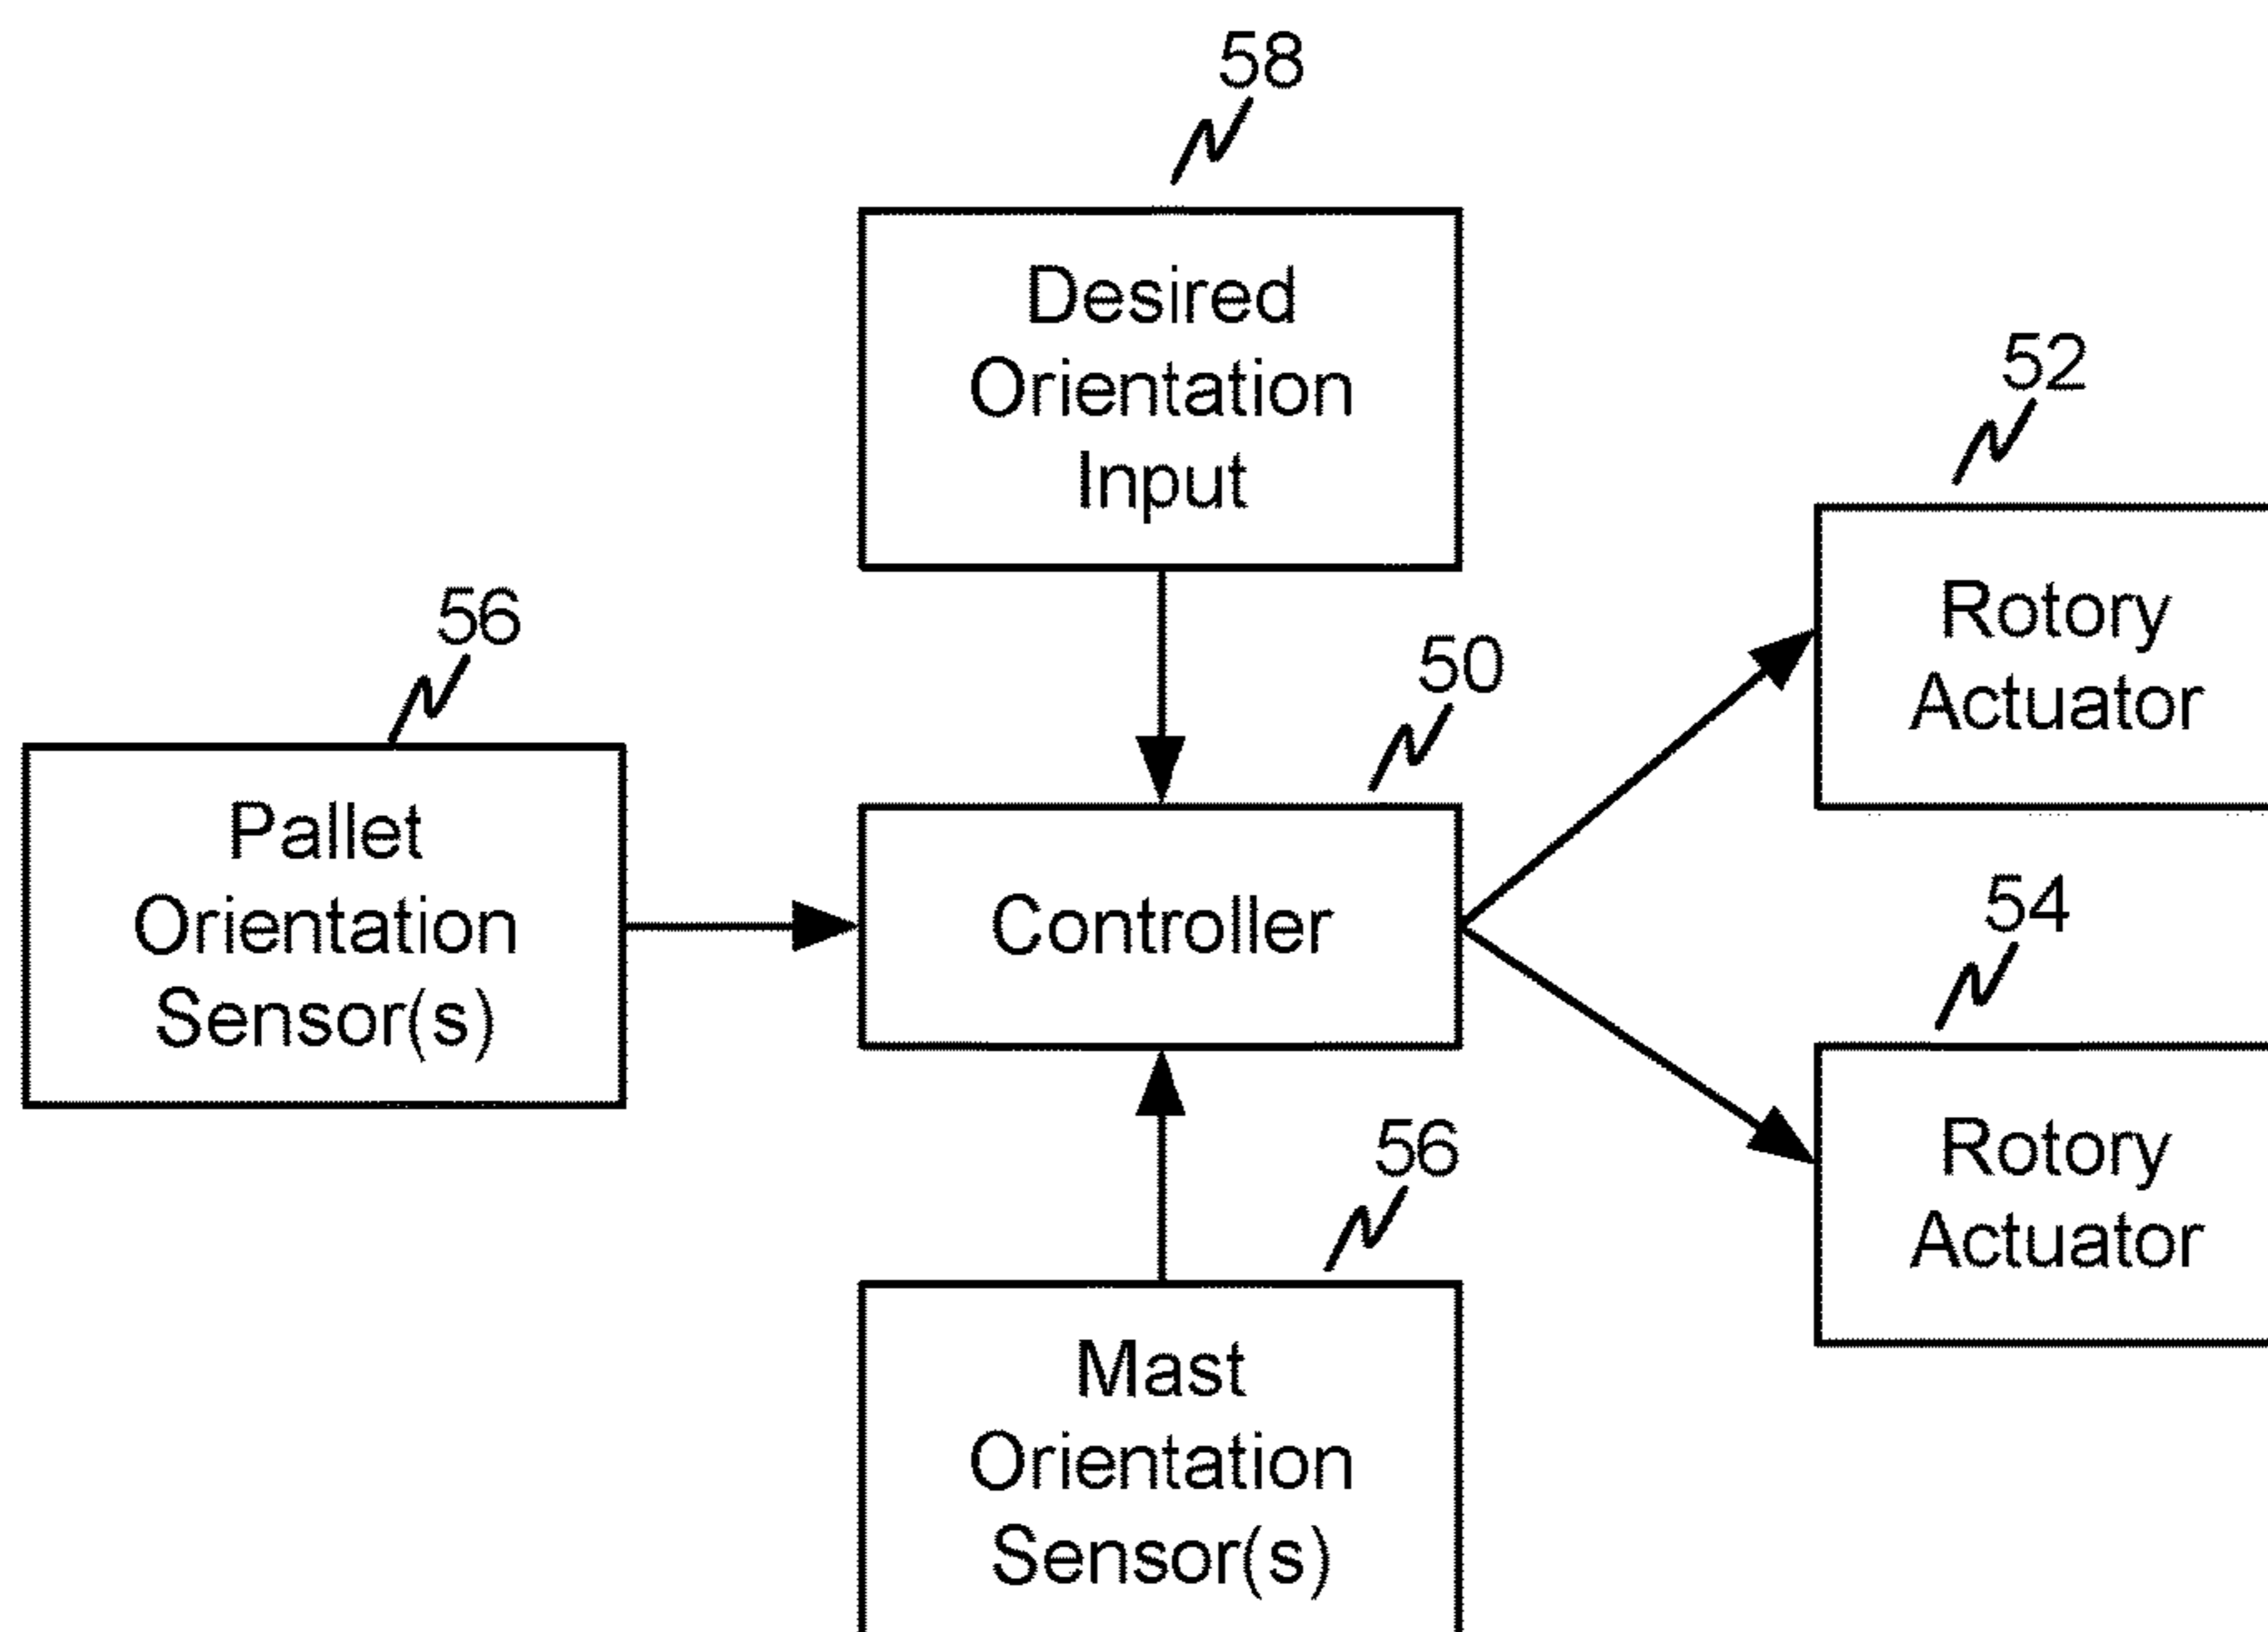 58
Desired
Orientation
Input
52
Rotory
Actuator
56
Pallet
Orientation
Sensor(s)
50
Controller
54
Rotory
Actuator
56
Mast
Orientation
Sensor(s)